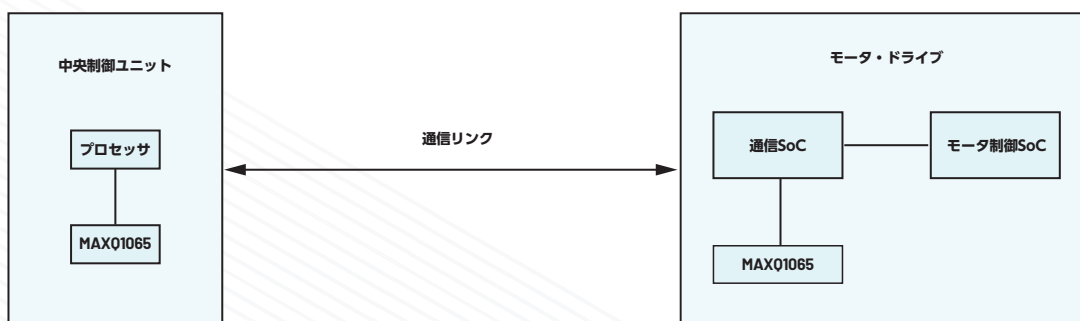 中央制御ユニット
プロセッサ
MAXQ1065
通信リンク
モータ・ドライブ
通信SoC
モータ制御SoC
MAXQ1065